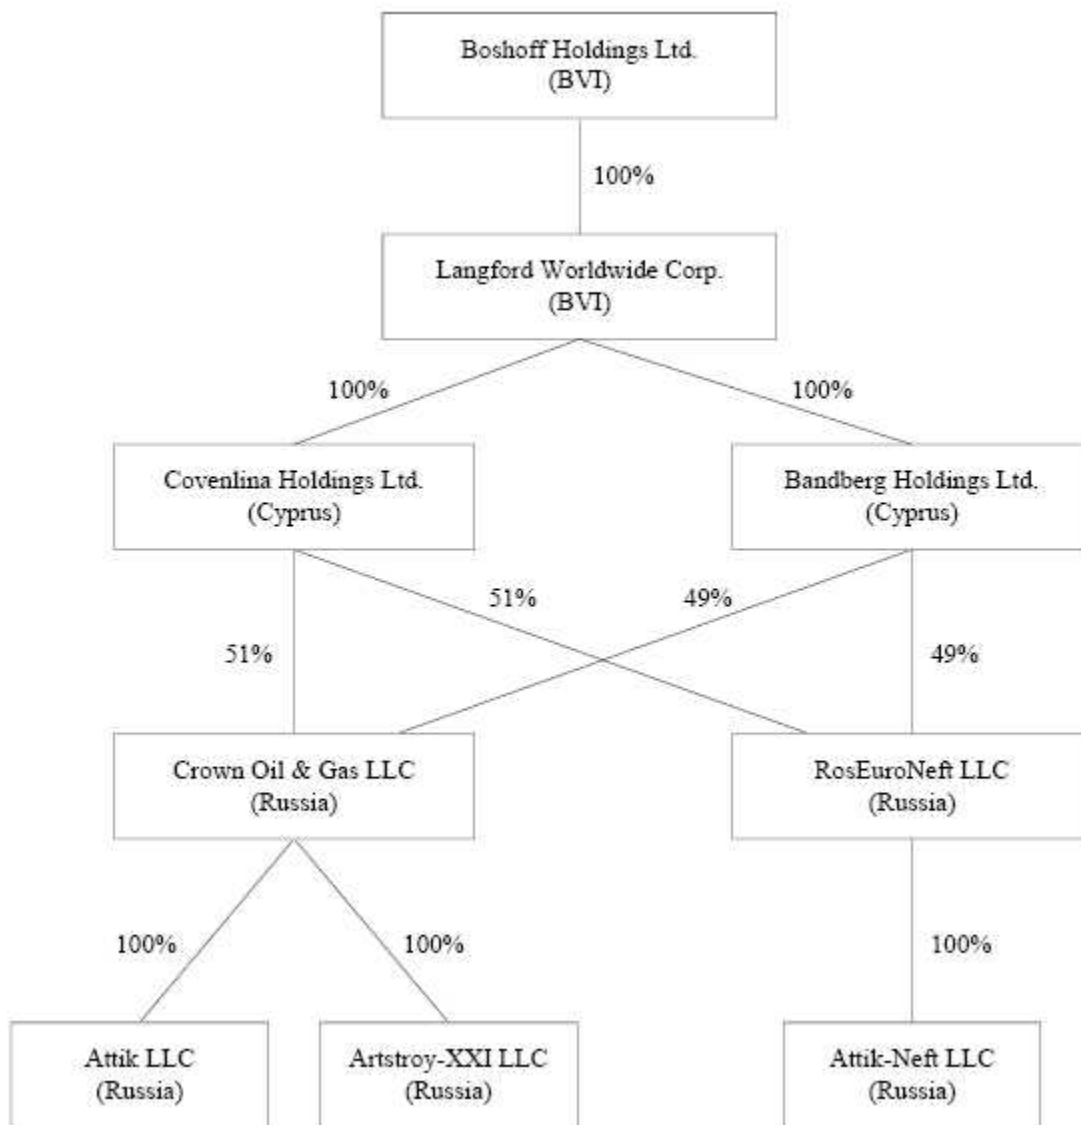 Boshoff Holdings Ltd.
(BVI)
100%
Langford Worldwide Corp.
(BVI)
100%
100%
Covenlina Holdings Ltd.
(Cyprus)
Bandberg Holdings Ltd.
(Cyprus)
51%
49%
51%
49%
Crown Oil & Gas LLC
(Russia)
RosEuroNeft LLC
(Russia)
100%
100%
100%
Attik LLC
(Russia)
Artstroy-XXI LLC
(Russia)
Attik-Neft LLC
(Russia)